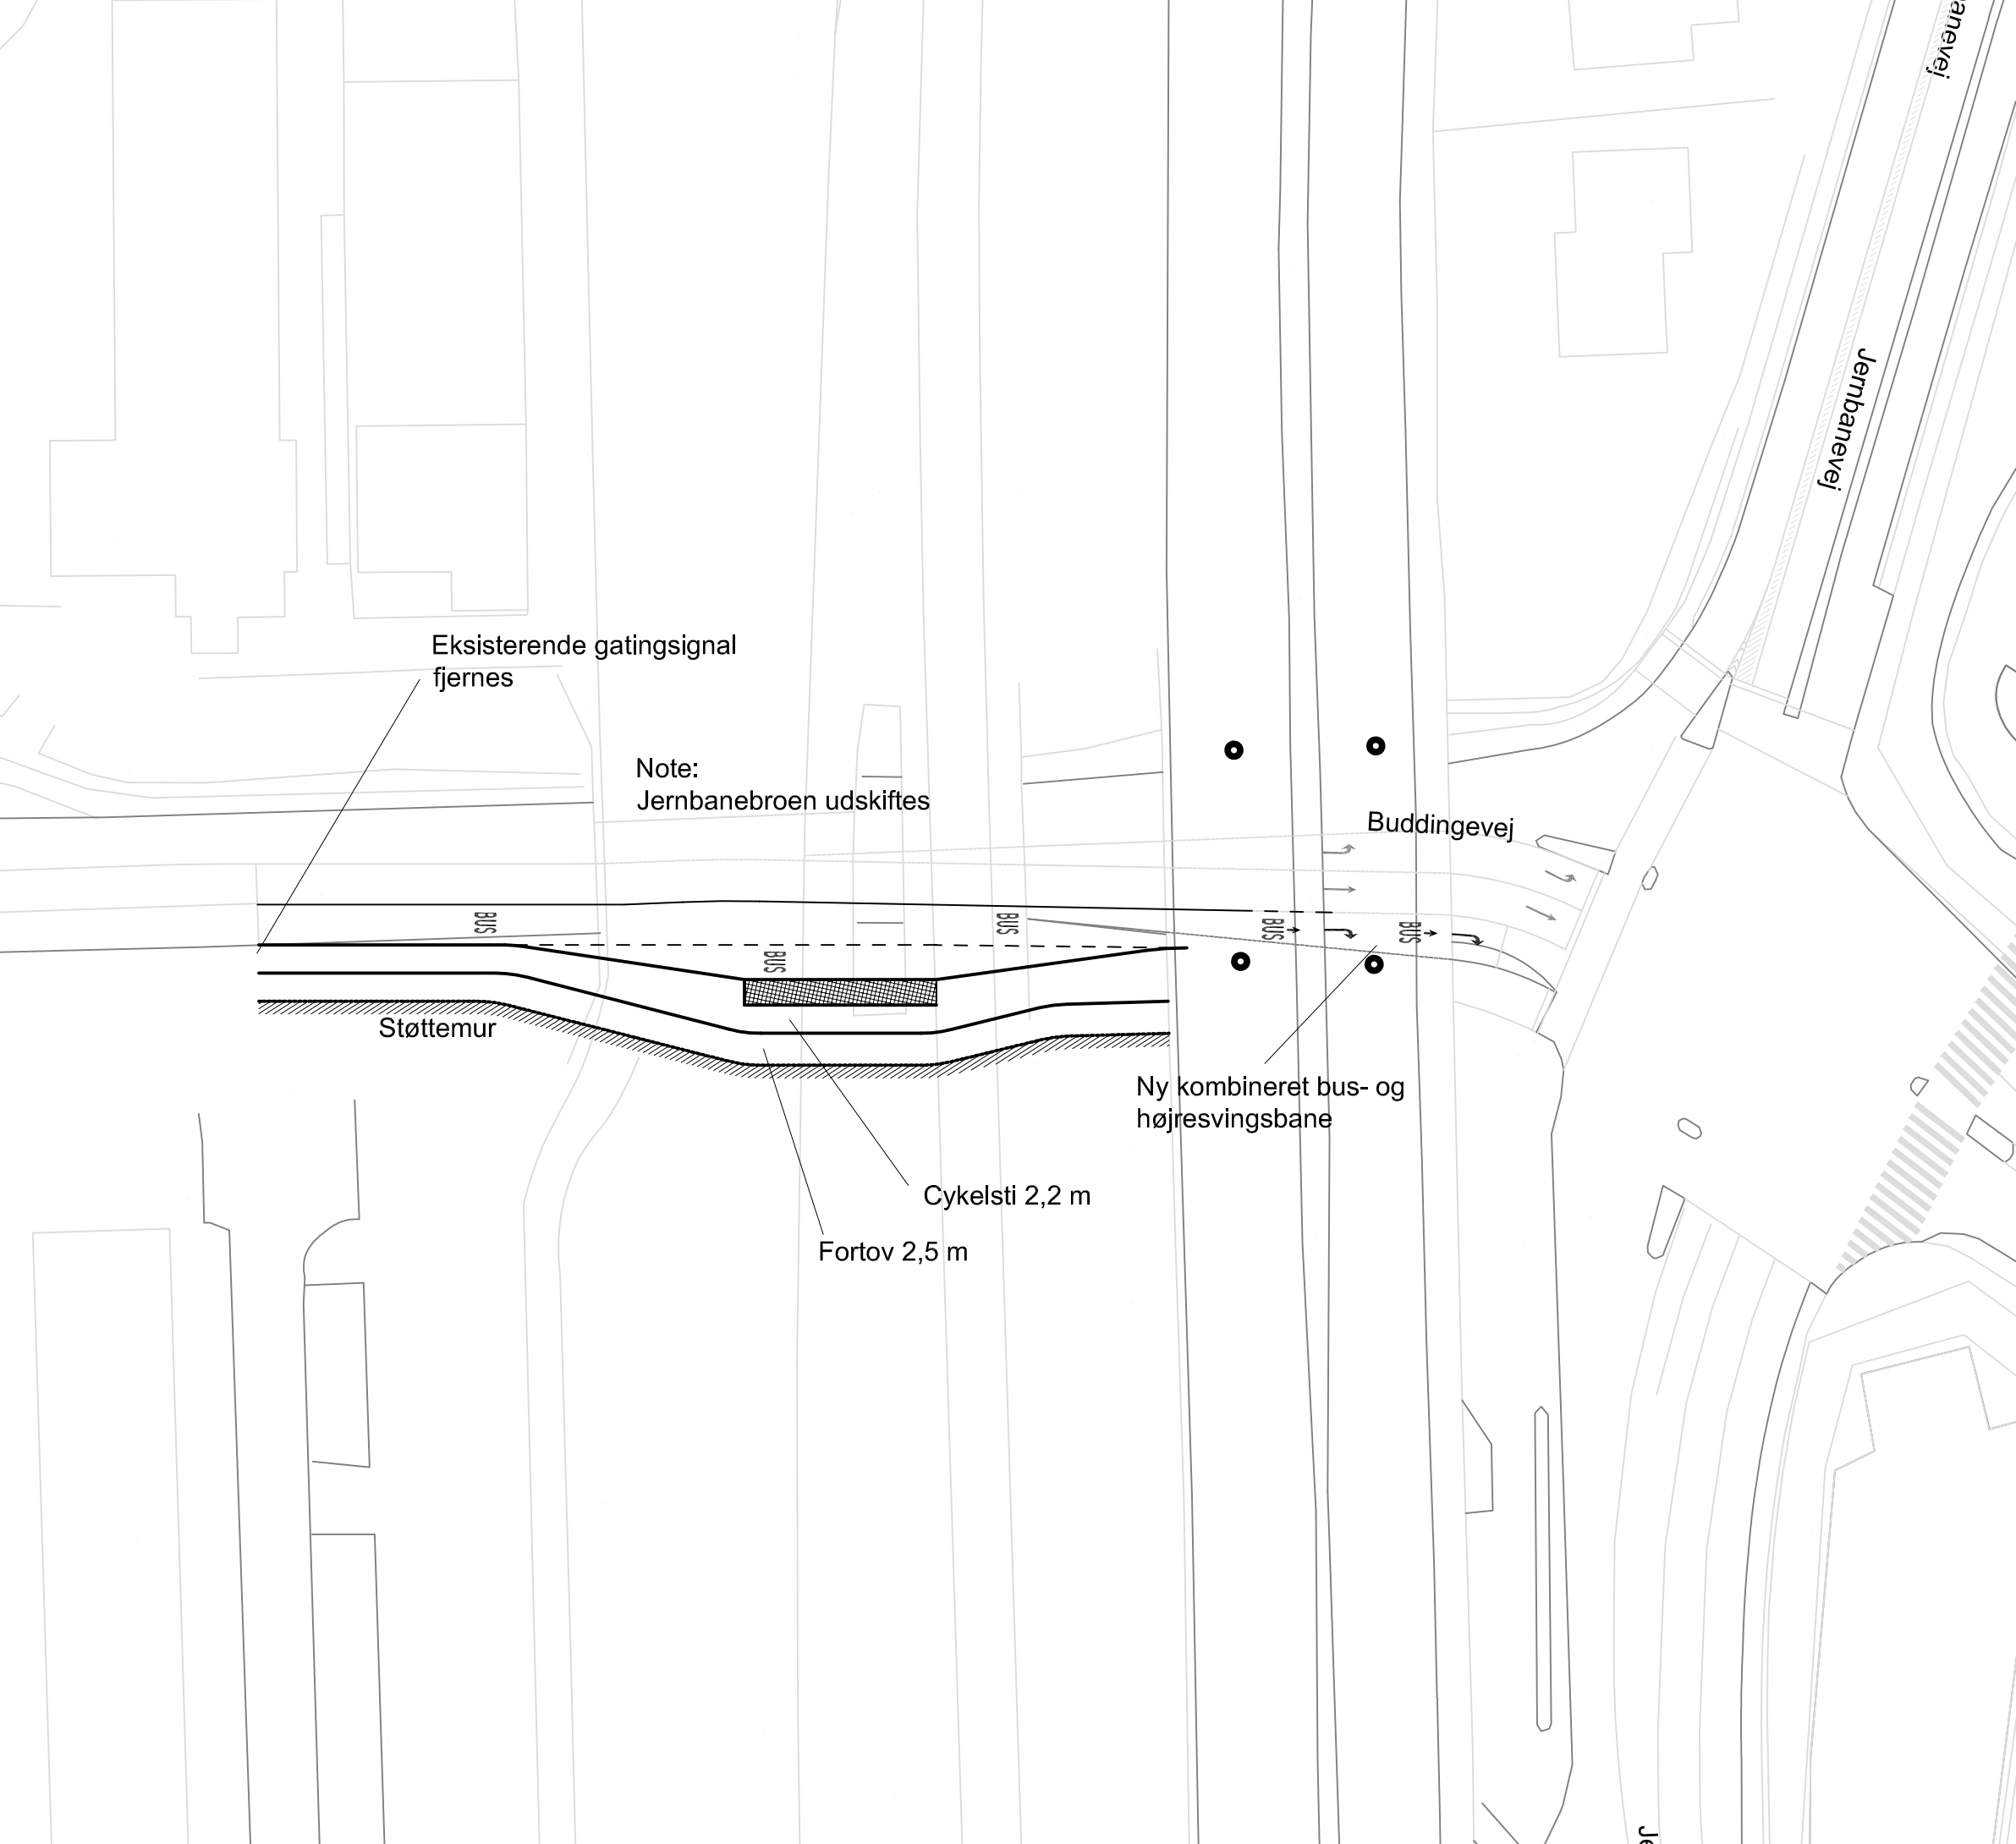 anevej
Jernbanevej
Eksisterende gatingsignal
fjernes
Note:
Jernbanebroen udskiftes
Buddingevej
BUS
BUS
BUS
BUS
BUS
Støttemur
Ny kombineret bus- og
højresvingsbane
Cykelsti 2,2 m
Fortov 2,5 m
Je